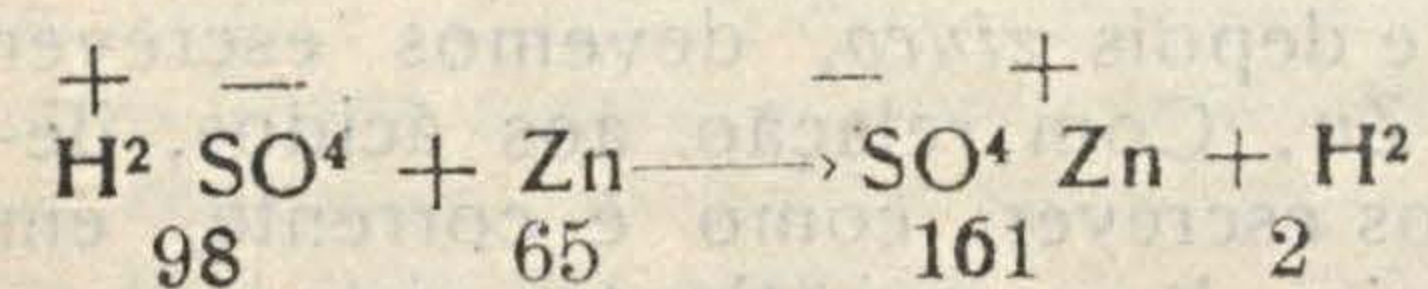 + — — +
H² SO⁴ + Zn ⟶ SO⁴ Zn + H²
98 65 161 2